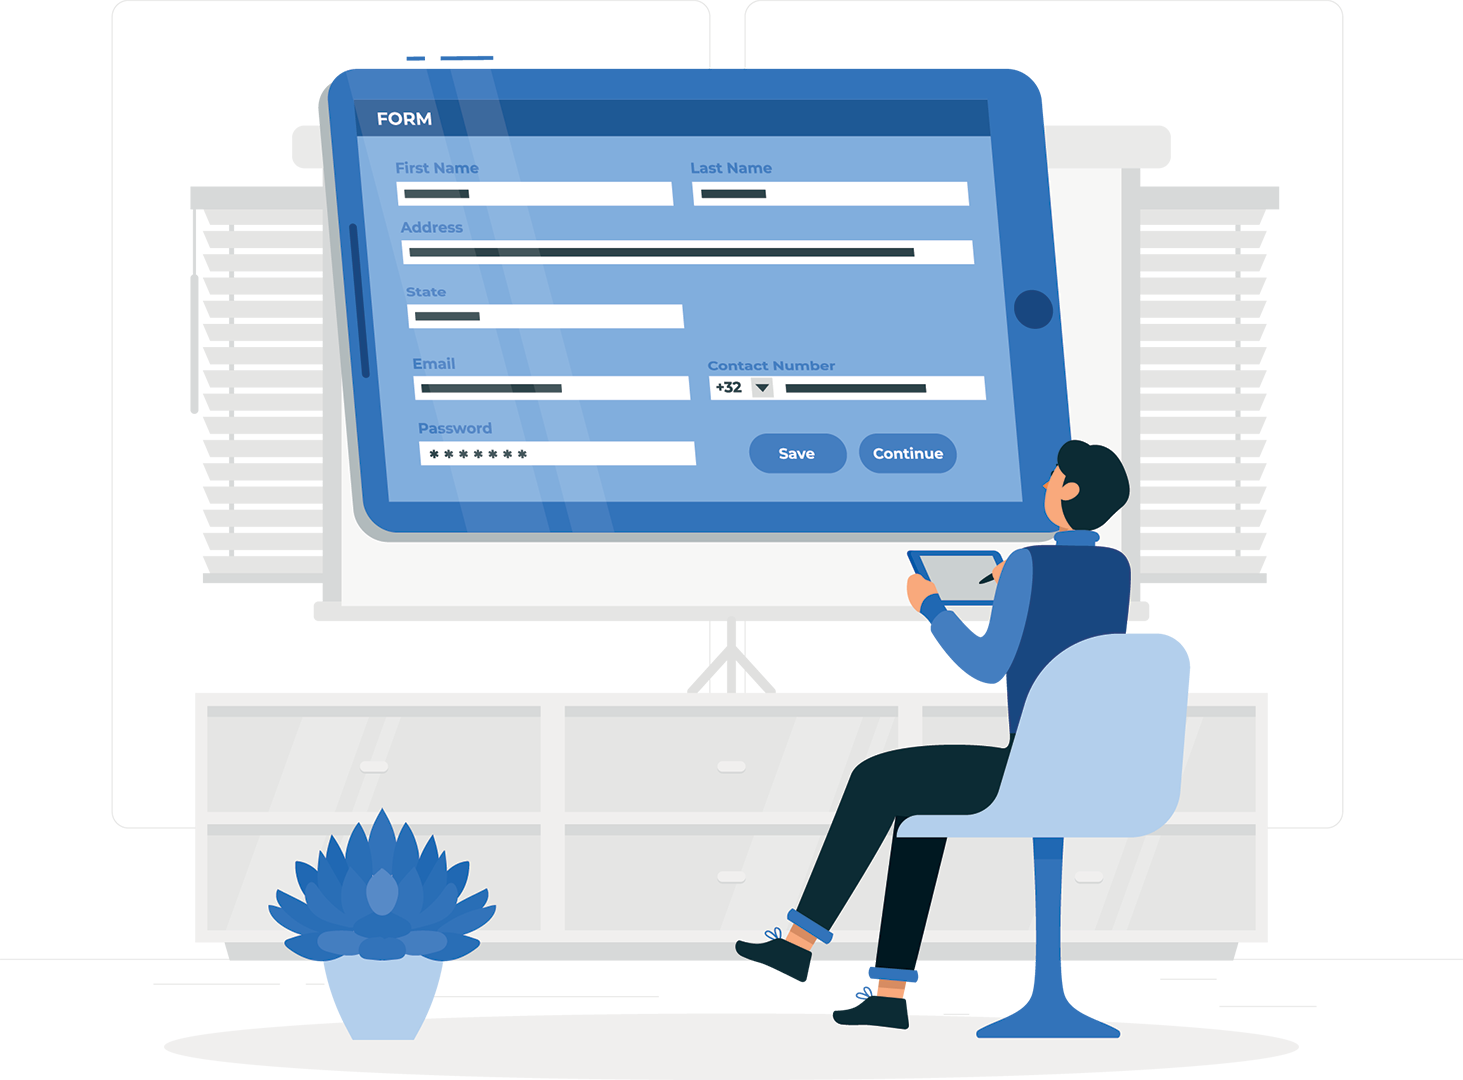 FORM
First Name Last Name
Address
State
Email Contact Number
+32
Password
*******
Save Continue